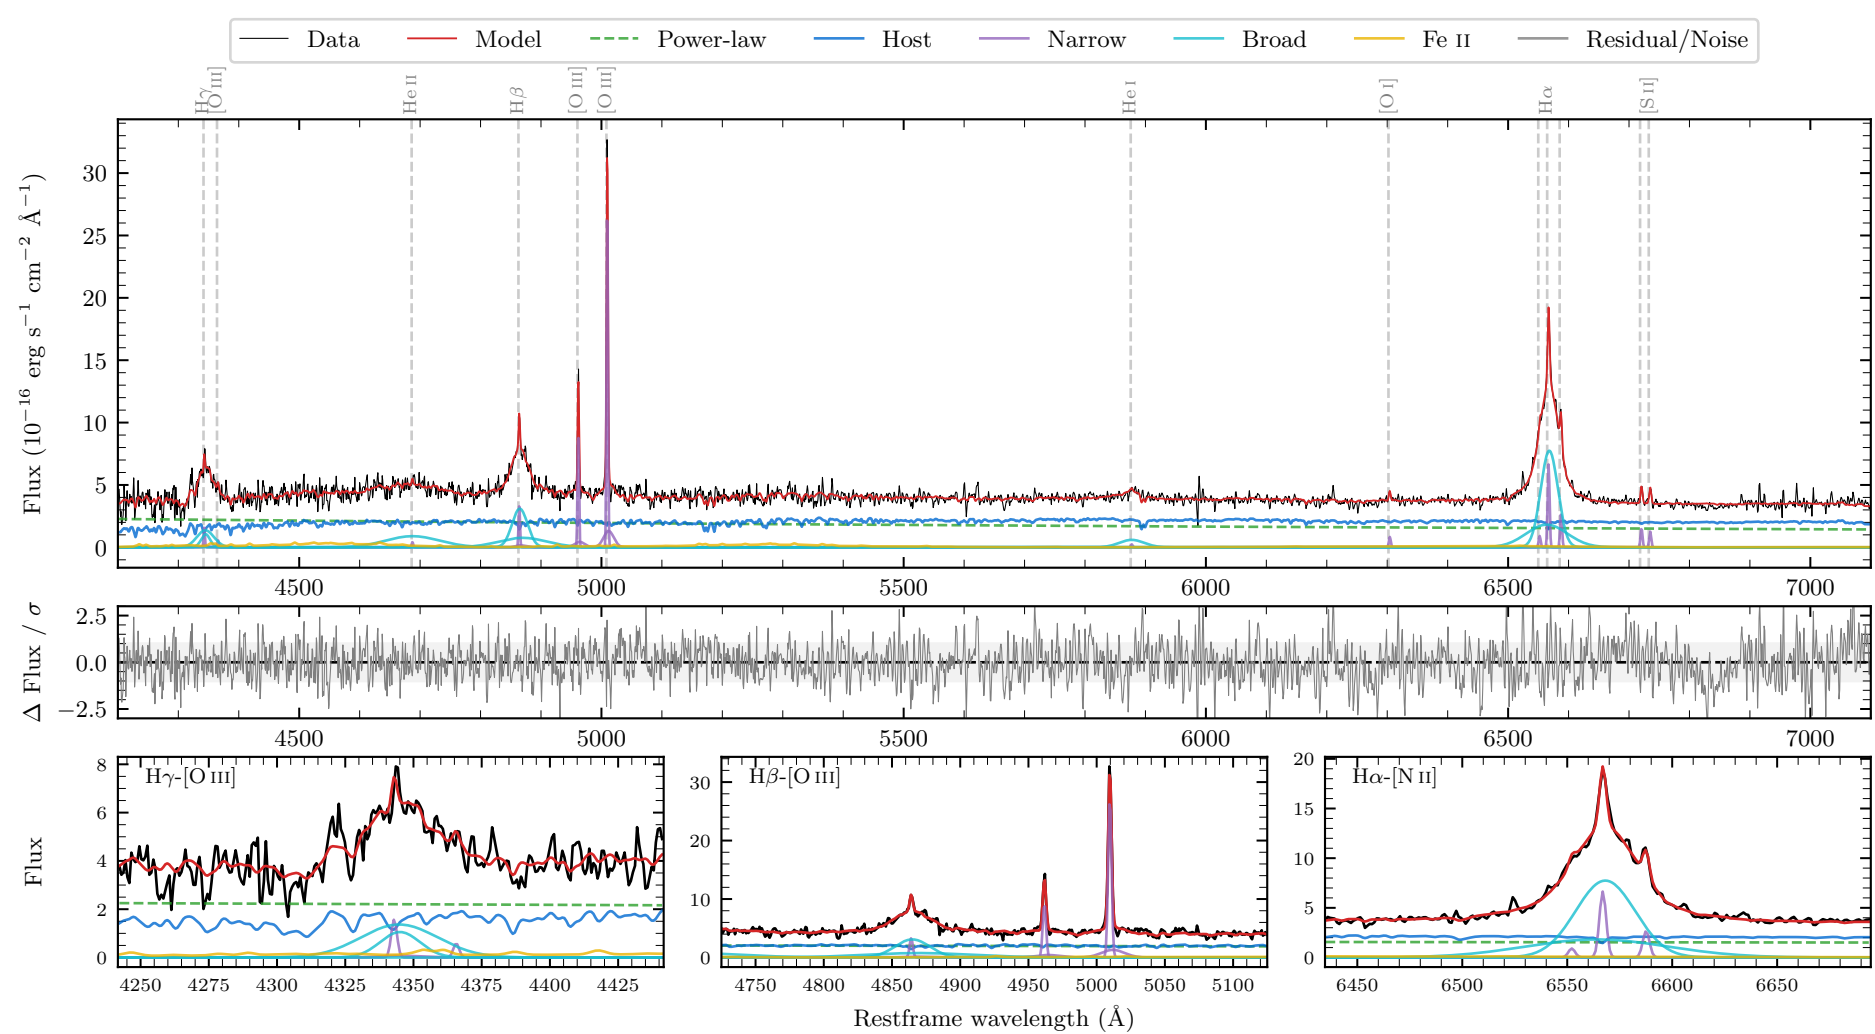 Data Model Power-law Host Narrow Broad Fe II Residual/Noise
Hγ [O III] He II Hβ [O III] [O III] He I [O I] Hα [S II]
Flux (10⁻¹⁶ erg s⁻¹ cm⁻² Å⁻¹)
30
25
20
15
10
5
0
4500 5000 5500 6000 6500 7000
Δ Flux / σ
2.5
0.0
−2.5
4500 5000 5500 6000 6500 7000
Flux
Hγ-[O III]
8
6
4
2
0
4250 4275 4300 4325 4350 4375 4400 4425
Hβ-[O III]
30
20
10
0
4750 4800 4850 4900 4950 5000 5050 5100
Hα-[N II]
20
15
10
5
0
6450 6500 6550 6600 6650
Restframe wavelength (Å)